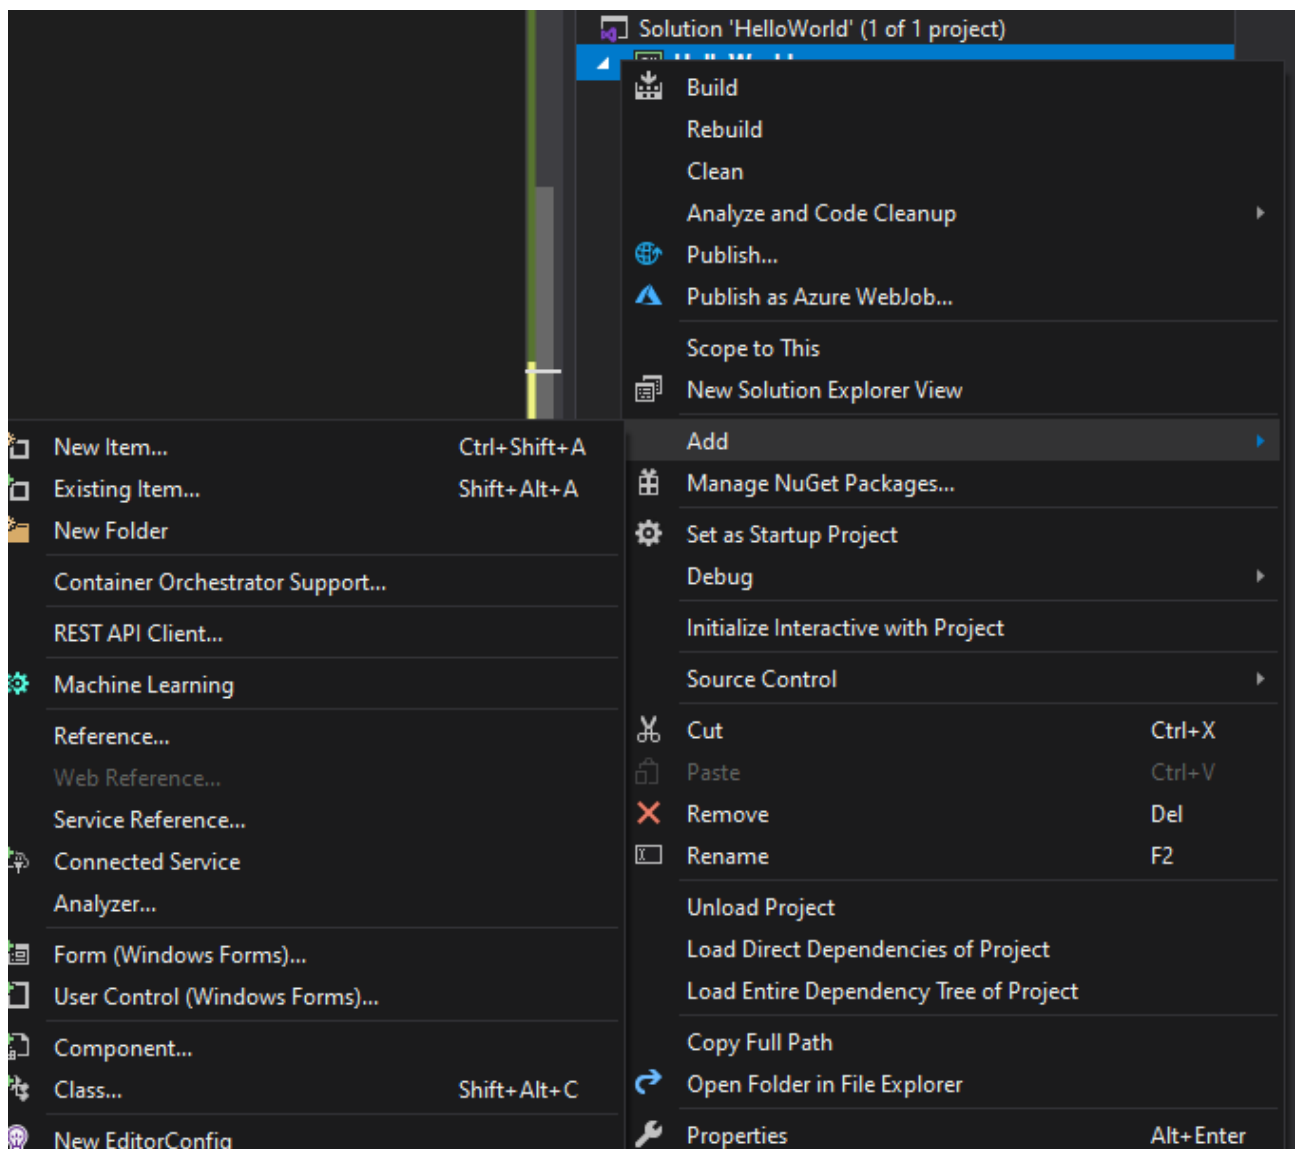 Solution 'HelloWorld' (1 of 1 project)
Build
Rebuild
Clean
Analyze and Code Cleanup
Publish...
Publish as Azure WebJob...
Scope to This
New Solution Explorer View
Add
Manage NuGet Packages...
Set as Startup Project
Debug
Initialize Interactive with Project
Source Control
Cut Ctrl+X
Paste Ctrl+V
Remove Del
Rename F2
Unload Project
Load Direct Dependencies of Project
Load Entire Dependency Tree of Project
Copy Full Path
Open Folder in File Explorer
Properties Alt+Enter
New Item... Ctrl+Shift+A
Existing Item... Shift+Alt+A
New Folder
Container Orchestrator Support...
REST API Client...
Machine Learning
Reference...
Web Reference...
Service Reference...
Connected Service
Analyzer...
Form (Windows Forms)...
User Control (Windows Forms)...
Component...
Class... Shift+Alt+C
New EditorConfig